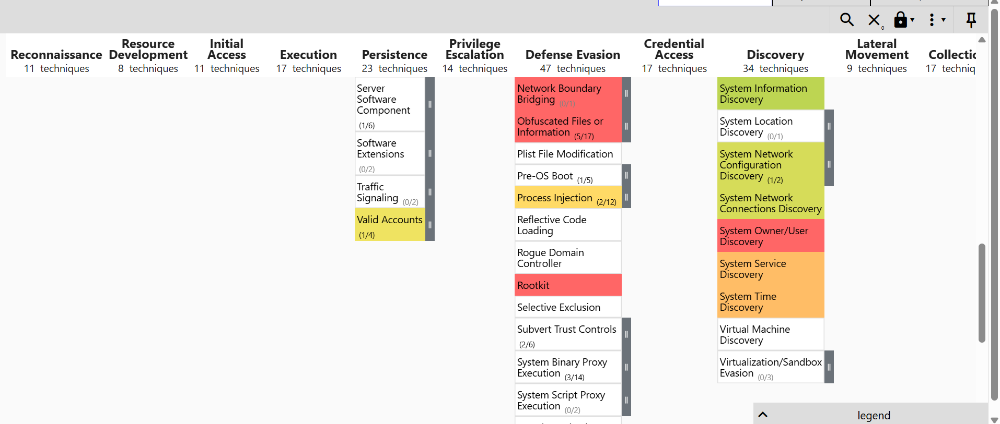 Reconnaissance
11 techniques
Resource
Development
8 techniques
Initial
Access
11 techniques
Execution
17 techniques
Persistence
23 techniques
Privilege
Escalation
14 techniques
Defense Evasion
47 techniques
Credential
Access
17 techniques
Discovery
34 techniques
Lateral
Movement
9 techniques
Collectic
17 techniq
0
Server
Software
Component
(1/6)
Software
Extensions
(0/2)
Traffic
Signaling (0/2)
Valid Accounts
(1/4)
Network Boundary
Bridging (0/1)
Obfuscated Files or
Information (5/17)
Plist File Modification
Pre-OS Boot (1/5)
Process Injection (2/12)
Reflective Code
Loading
Rogue Domain
Controller
Rootkit
Selective Exclusion
Subvert Trust Controls
(2/6)
System Binary Proxy
Execution (3/14)
System Script Proxy
Execution (0/2)
System Information
Discovery
System Location
Discovery (0/1)
System Network
Configuration
Discovery (1/2)
System Network
Connections Discovery
System Owner/User
Discovery
System Service
Discovery
System Time
Discovery
Virtual Machine
Discovery
Virtualization/Sandbox
Evasion (0/3)
legend